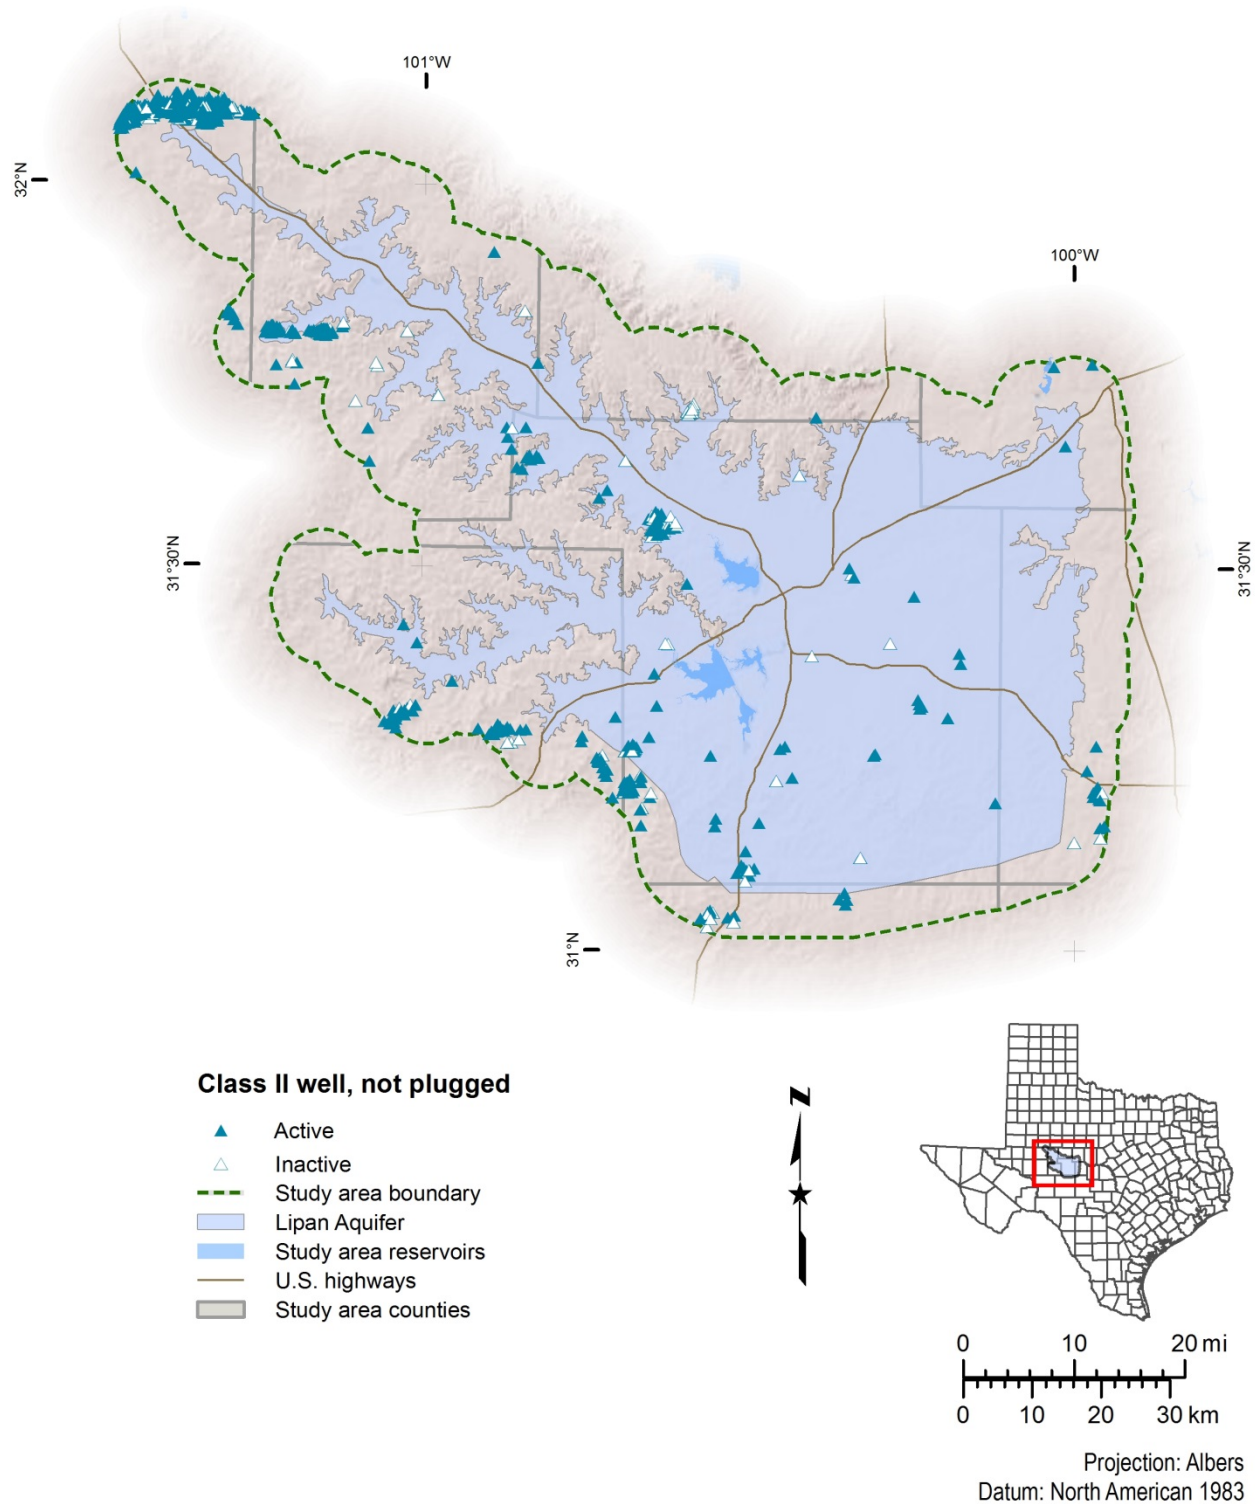 101°W
32°N
100°W
31°30'N
31°30'N
31°N
Class II well, not plugged
Active
Inactive
Study area boundary
Lipan Aquifer
Study area reservoirs
U.S. highways
Study area counties
N
0 10 20 mi
0 10 20 30 km
Projection: Albers
Datum: North American 1983